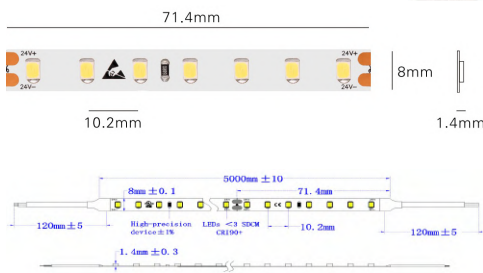 71.4mm
24V+
24V+
24V−
24V−
8mm
10.2mm
1.4mm
5000mm ±10
8mm ±0.1
71.4mm
120mm±5
High-precision
device±1%
LEDs <3 SDCM
CRI90+
10.2mm
120mm±5
1.4mm±0.3